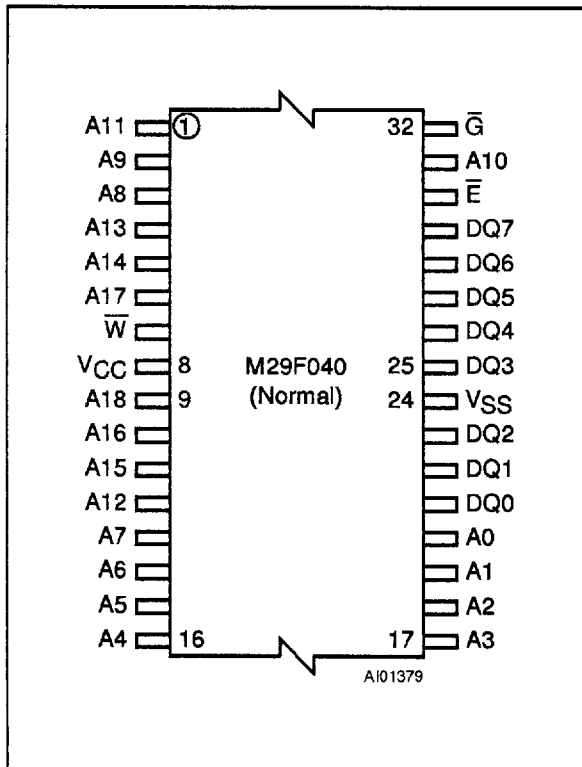 A11 ① 32 G̅
A9 A10
A8 E̅
A13 DQ7
A14 DQ6
A17 DQ5
W̅ DQ4
VCC 8 M29F040 25 DQ3
A18 9 (Normal) 24 VSS
A16 DQ2
A15 DQ1
A12 DQ0
A7 A0
A6 A1
A5 A2
A4 16 17 A3
AI01379